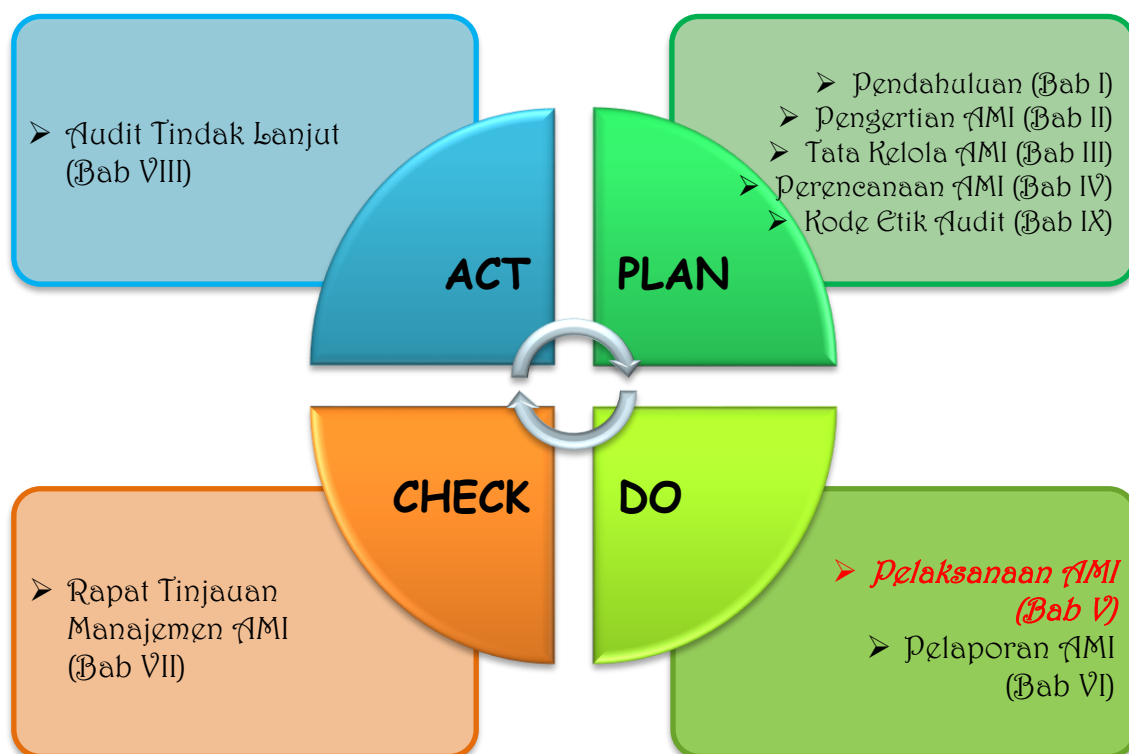 ➢ Audit Tindak Lanjut
(Bab VIII)
➢ Pendahuluan (Bab I)
➢ Pengertian AMI (Bab II)
➢ Tata Kelola AMI (Bab III)
➢ Perencanaan AMI (Bab IV)
➢ Kode Etik Audit (Bab IX)
ACT
PLAN
CHECK
DO
➢ Rapat Tinjauan
Manajemen AMI
(Bab VII)
➢ Pelaksanaan AMI
(Bab V)
➢ Pelaporan AMI
(Bab VI)